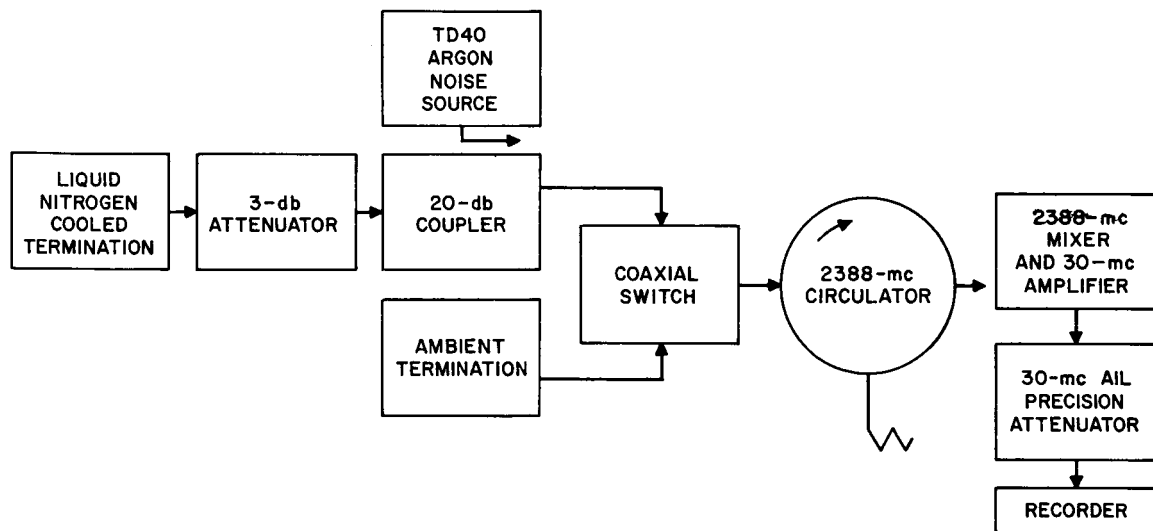 TD40
ARGON
NOISE
SOURCE
LIQUID
NITROGEN
COOLED
TERMINATION
3-db
ATTENUATOR
20-db
COUPLER
AMBIENT
TERMINATION
COAXIAL
SWITCH
2388-mc
CIRCULATOR
2388-mc
MIXER
AND 30-mc
AMPLIFIER
30-mc AIL
PRECISION
ATTENUATOR
RECORDER